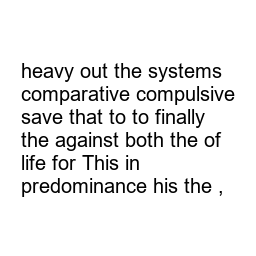 heavy out the systems
comparative compulsive
save that to to finally
the against both the of
life for This in
predominance his the ,